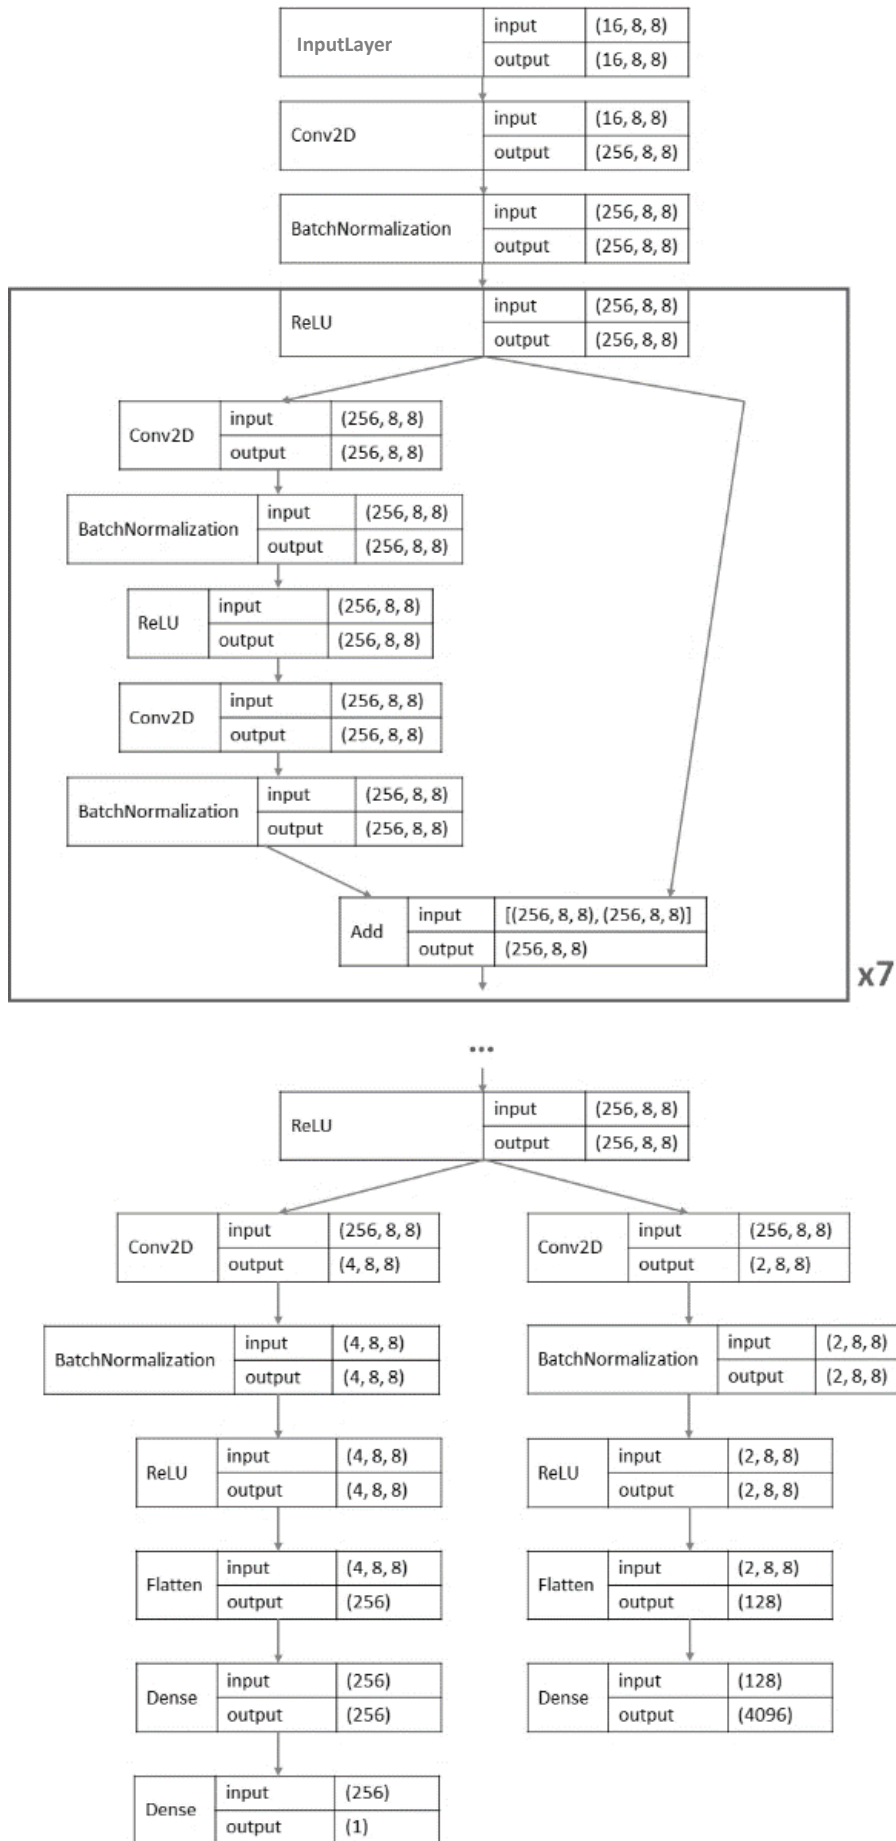 InputLayer
input (16, 8, 8)
output (16, 8, 8)
Conv2D
input (16, 8, 8)
output (256, 8, 8)
BatchNormalization
input (256, 8, 8)
output (256, 8, 8)
ReLU
input (256, 8, 8)
output (256, 8, 8)
Conv2D
input (256, 8, 8)
output (256, 8, 8)
BatchNormalization
input (256, 8, 8)
output (256, 8, 8)
ReLU
input (256, 8, 8)
output (256, 8, 8)
Conv2D
input (256, 8, 8)
output (256, 8, 8)
BatchNormalization
input (256, 8, 8)
output (256, 8, 8)
Add
input [(256, 8, 8), (256, 8, 8)]
output (256, 8, 8)
x7
...
ReLU
input (256, 8, 8)
output (256, 8, 8)
Conv2D
input (256, 8, 8)
output (4, 8, 8)
BatchNormalization
input (4, 8, 8)
output (4, 8, 8)
ReLU
input (4, 8, 8)
output (4, 8, 8)
Flatten
input (4, 8, 8)
output (256)
Dense
input (256)
output (256)
Dense
input (256)
output (1)
Conv2D
input (256, 8, 8)
output (2, 8, 8)
BatchNormalization
input (2, 8, 8)
output (2, 8, 8)
ReLU
input (2, 8, 8)
output (2, 8, 8)
Flatten
input (2, 8, 8)
output (128)
Dense
input (128)
output (4096)